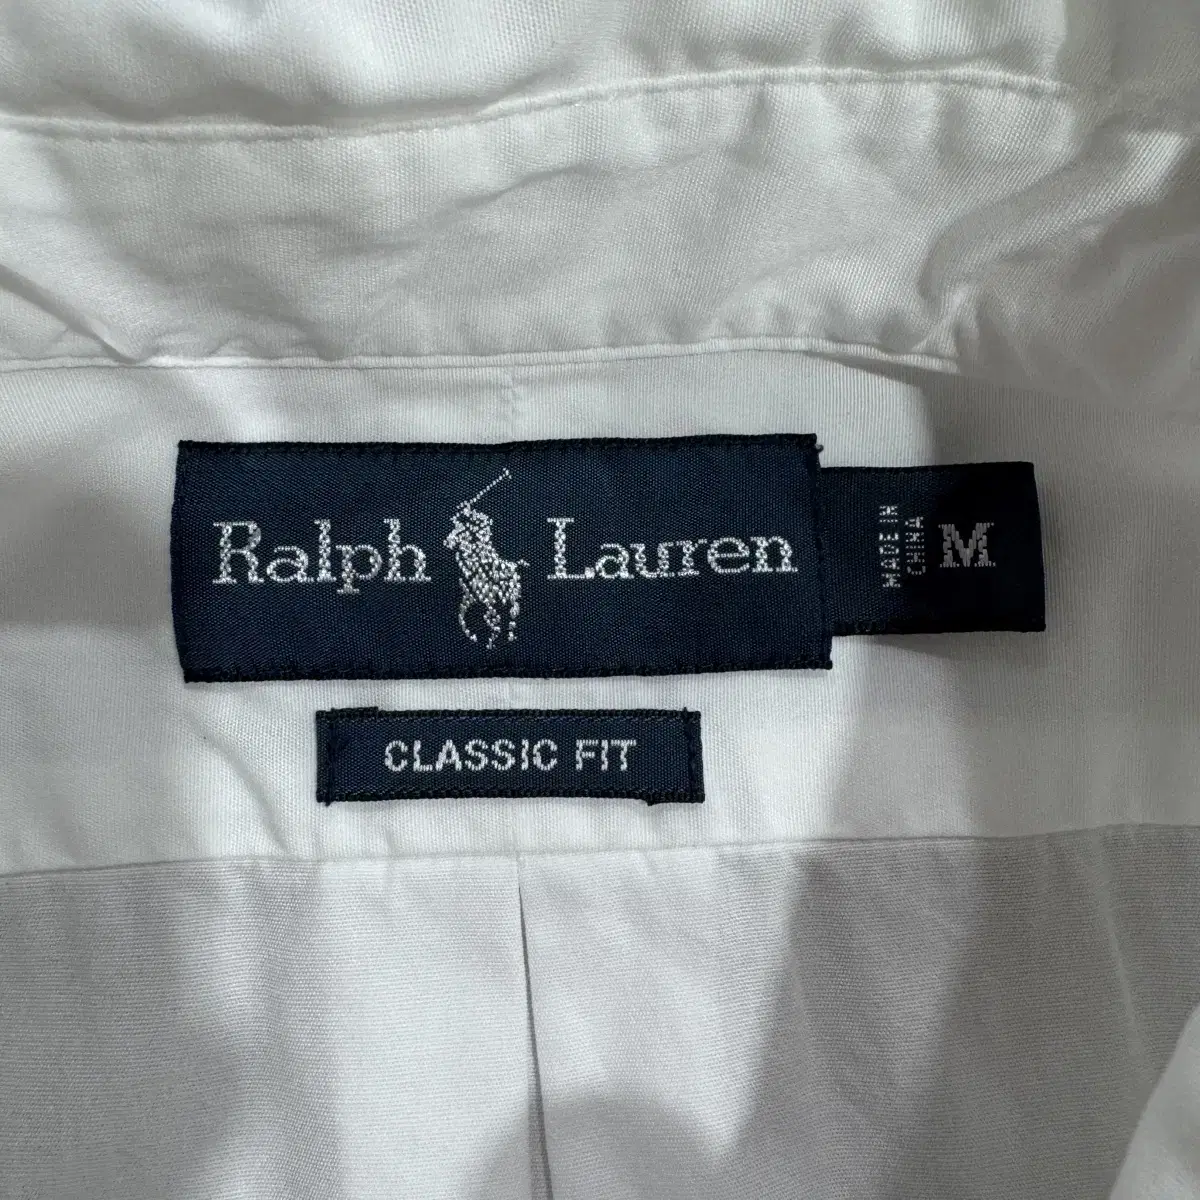 Ralph Lauren
MADE IN
CHINA
M
CLASSIC FIT